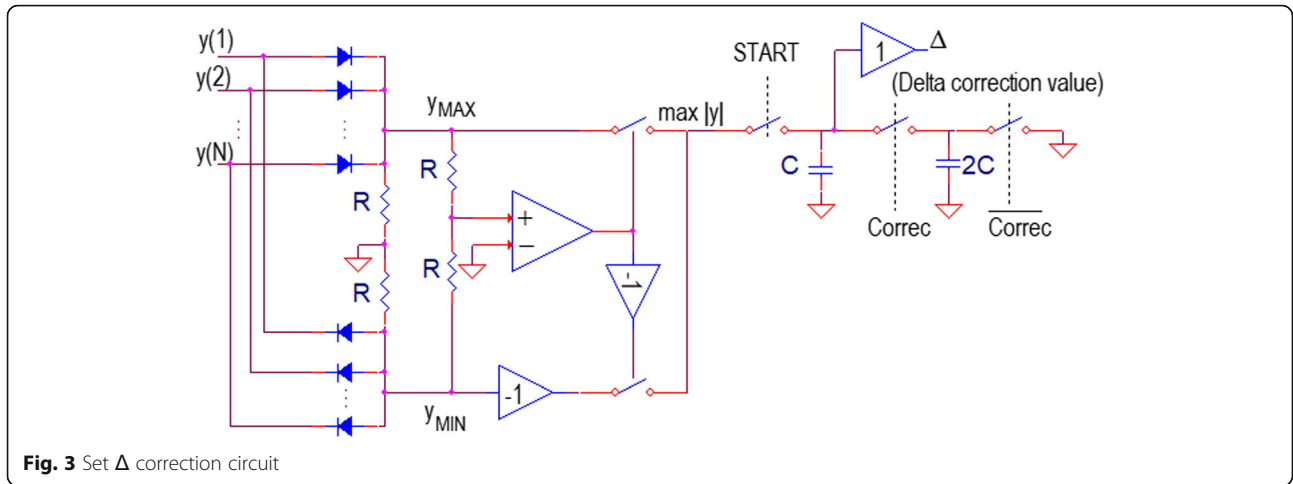 y(1)
y(2)
y(N)
R
R
y_MAX
R
R
y_MIN
+
−
-1
-1
max |y|
START
1
Δ
(Delta correction value)
C
2C
Correc
C̅o̅r̅r̅e̅c̅
Fig. 3 Set Δ correction circuit